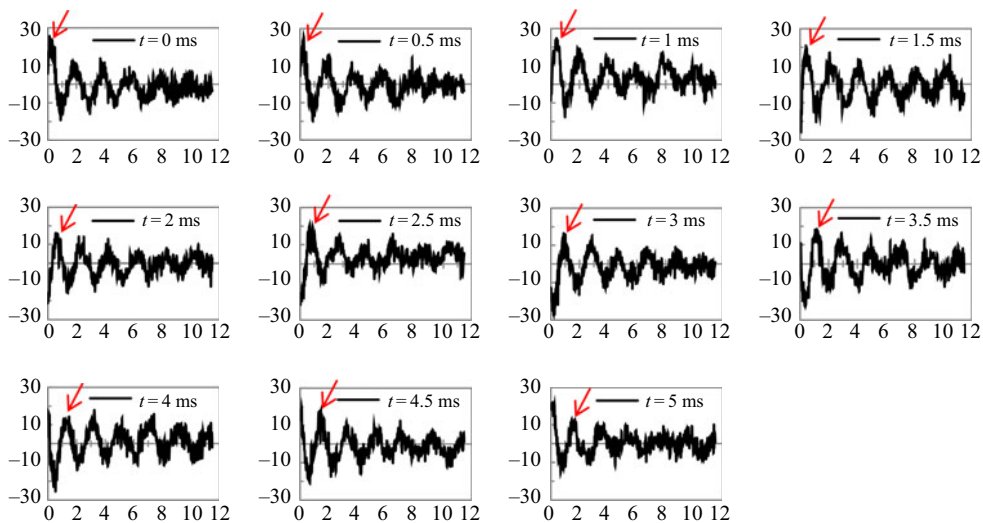 30
10
–10
–30
t = 0 ms
0 2 4 6 8 10 12
30
10
–10
–30
t = 0.5 ms
0 2 4 6 8 10 12
30
10
–10
–30
t = 1 ms
0 2 4 6 8 10 12
30
10
–10
–30
t = 1.5 ms
0 2 4 6 8 10 12
30
10
–10
–30
t = 2 ms
0 2 4 6 8 10 12
30
10
–10
–30
t = 2.5 ms
0 2 4 6 8 10 12
30
10
–10
–30
t = 3 ms
0 2 4 6 8 10 12
30
10
–10
–30
t = 3.5 ms
0 2 4 6 8 10 12
30
10
–10
–30
t = 4 ms
0 2 4 6 8 10 12
30
10
–10
–30
t = 4.5 ms
0 2 4 6 8 10 12
30
10
–10
–30
t = 5 ms
0 2 4 6 8 10 12